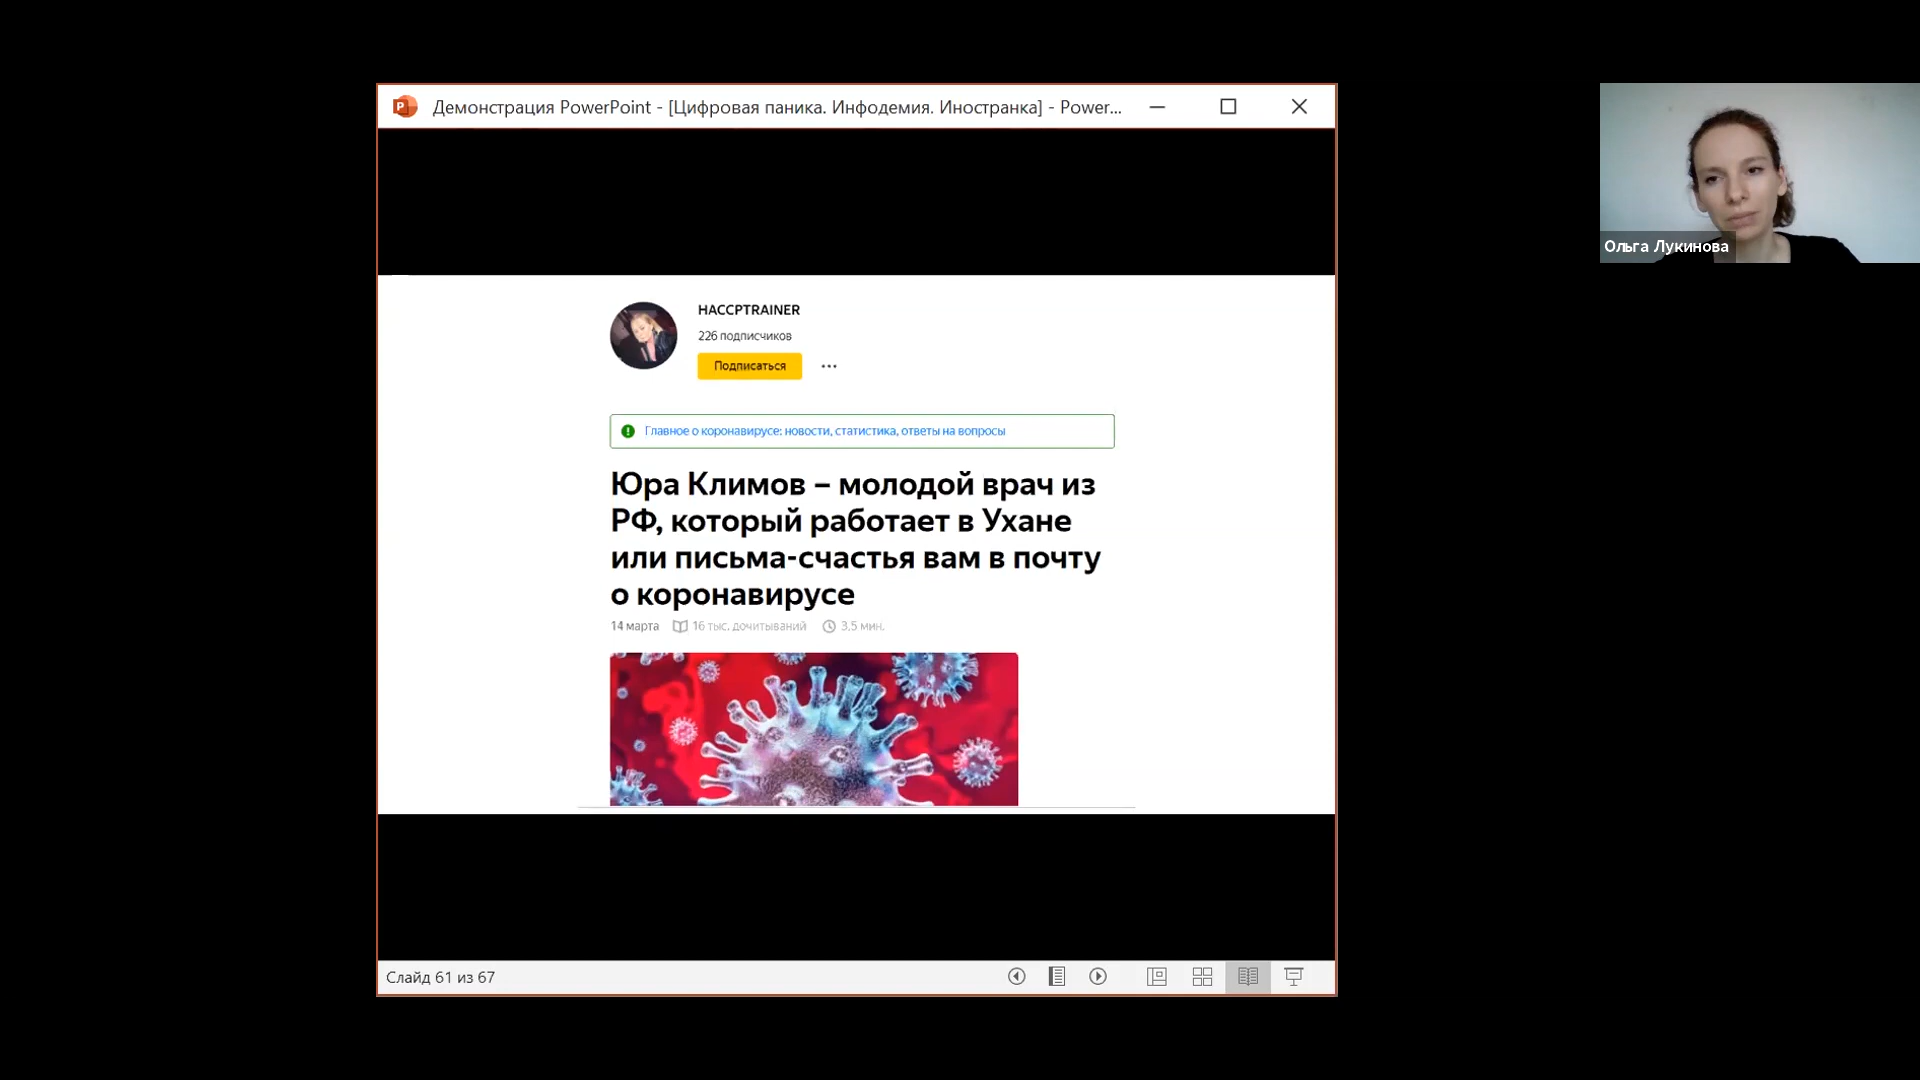 Демонстрация PowerPoint - [Цифровая паника. Инфодемия. Иностранка] - Power...
Ольга Лукинова
HACCPTRAINER
226 подписчиков
Подписаться
Главное о коронавирусе: новости, статистика, ответы на вопросы
Юра Климов – молодой врач из
РФ, который работает в Ухане
или письма-счастья вам в почту
о коронавирусе
14 марта 16 тыс. дочитываний 3,5 мин.
Слайд 61 из 67